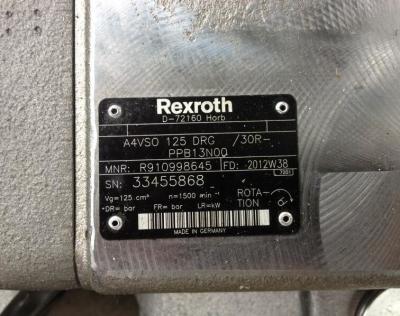 Rexroth
D-72160 Horb
A4VSO 125 DRG /30R-
PPB13N00
MNR: R910998645 FD: 2012W38
7201
SN: 33455868 ROTA-
TION
Vg=125 cm³ n=1500 min⁻¹
*DR= bar FR= bar LR=kW
MADE IN GERMANY